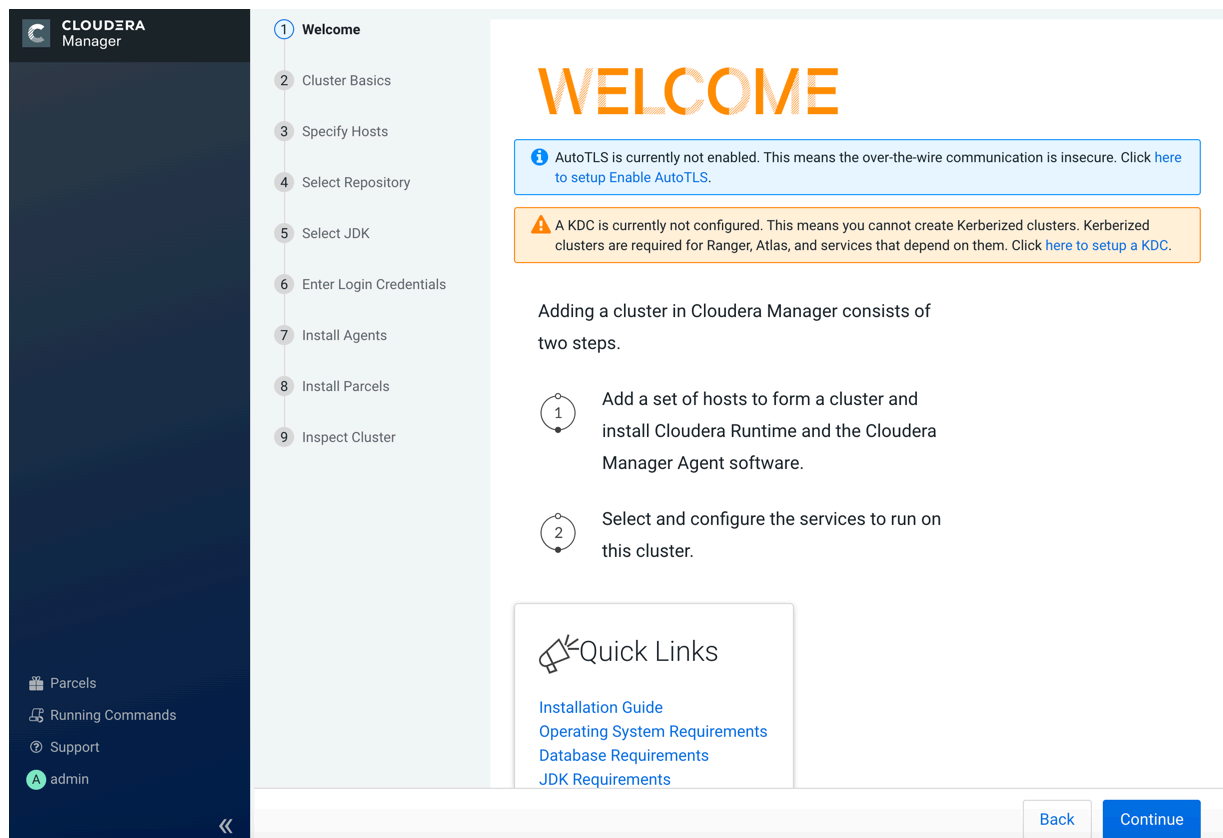 CLOUDERA
Manager
Parcels
Running Commands
Support
A admin
1 Welcome
2 Cluster Basics
3 Specify Hosts
4 Select Repository
5 Select JDK
6 Enter Login Credentials
7 Install Agents
8 Install Parcels
9 Inspect Cluster
WELCOME
AutoTLS is currently not enabled. This means the over-the-wire communication is insecure. Click here
to setup Enable AutoTLS.
A KDC is currently not configured. This means you cannot create Kerberized clusters. Kerberized
clusters are required for Ranger, Atlas, and services that depend on them. Click here to setup a KDC.
Adding a cluster in Cloudera Manager consists of
two steps.
1
Add a set of hosts to form a cluster and
install Cloudera Runtime and the Cloudera
Manager Agent software.
2
Select and configure the services to run on
this cluster.
Quick Links
Installation Guide
Operating System Requirements
Database Requirements
JDK Requirements
Back
Continue